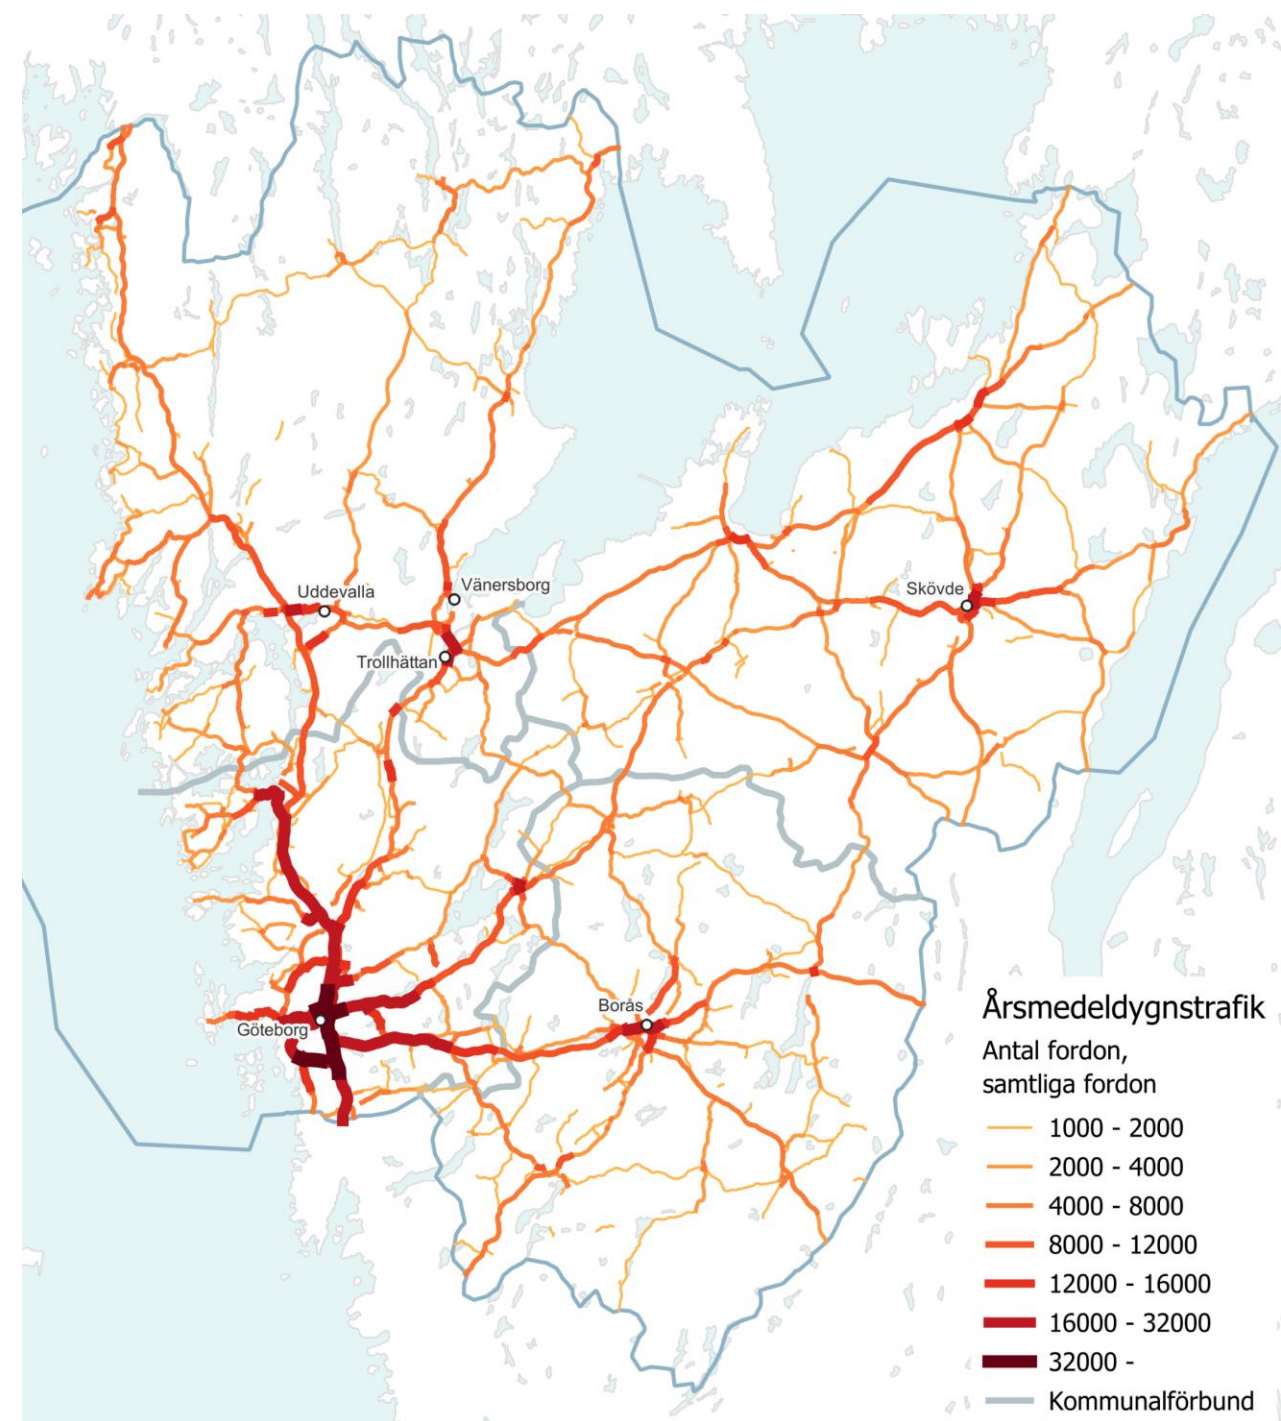 Uddevalla
Vänersborg
Trollhättan
Skövde
Borås
Göteborg
Årsmedeldygnstrafik
Antal fordon,
samtliga fordon
1000 - 2000
2000 - 4000
4000 - 8000
8000 - 12000
12000 - 16000
16000 - 32000
32000 -
Kommunalförbund